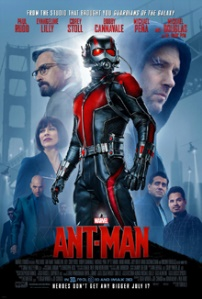 FROM THE STUDIO THAT BROUGHT YOU GUARDIANS OF THE GALAXY
PAUL RUDD
EVANGELINE LILLY
COREY STOLL
BOBBY CANNAVALE
MICHAEL PEÑA
MICHAEL DOUGLAS
MARVEL
ANT-MAN
HEROES DON'T GET ANY BIGGER JULY 17